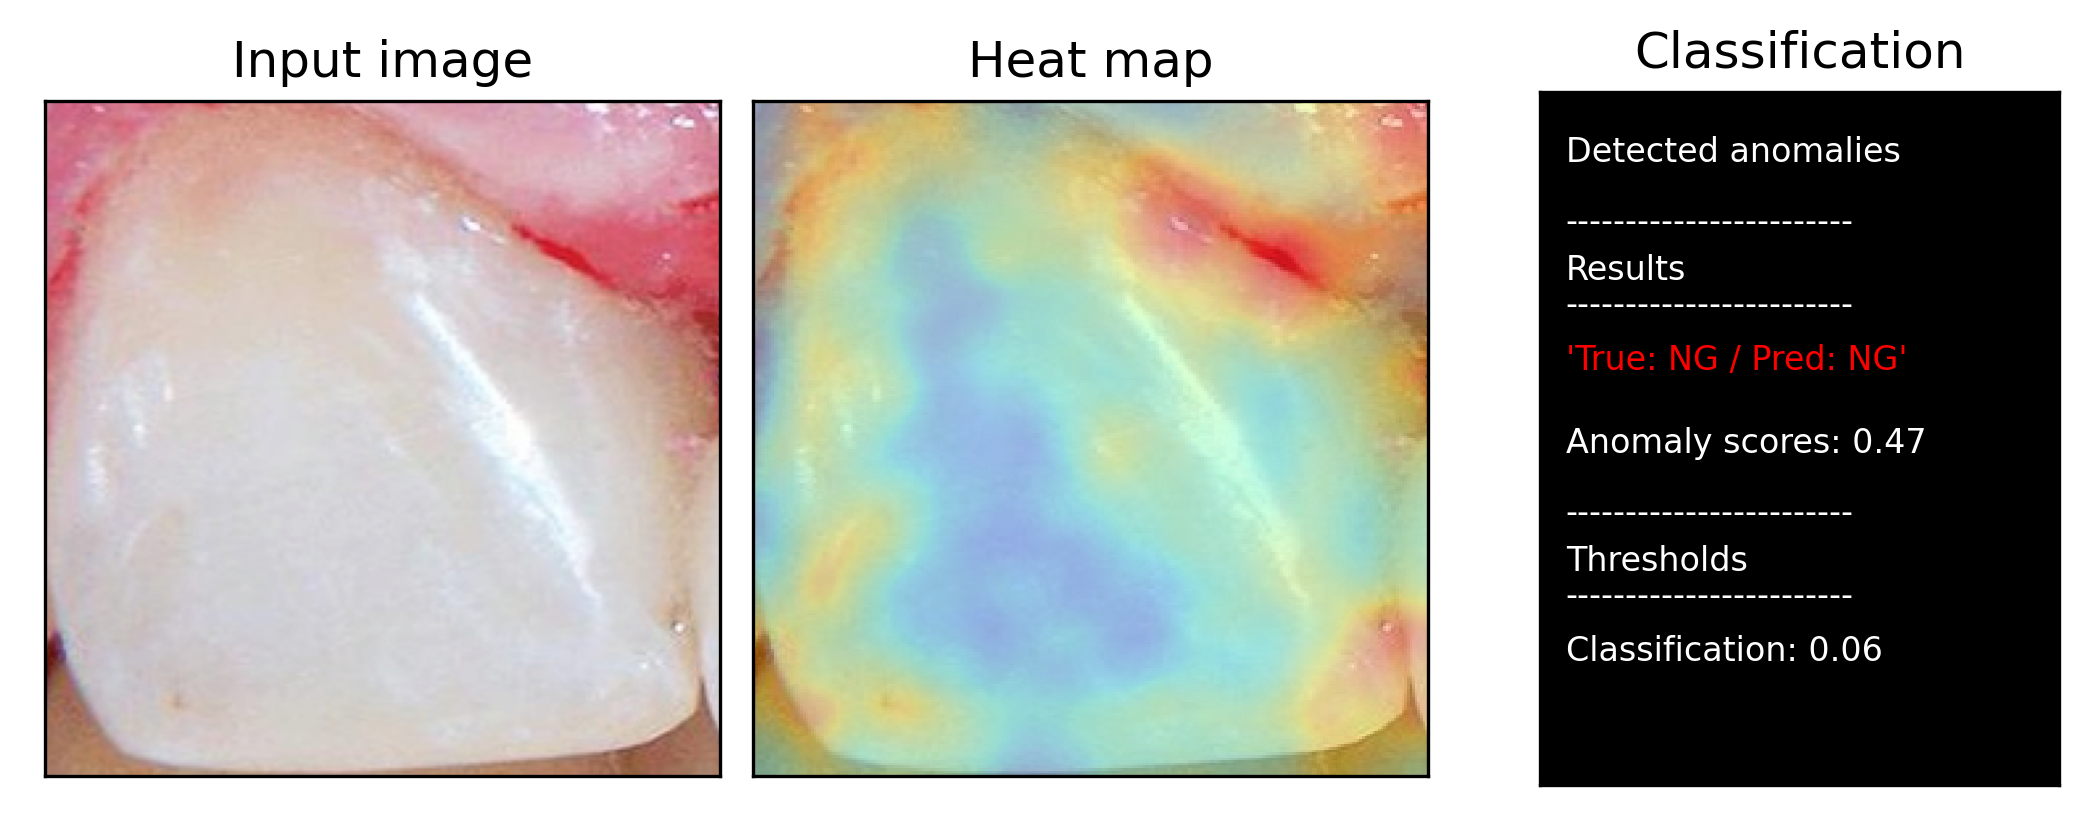 Input image
Heat map
Classification
Detected anomalies
------------------------
Results
------------------------
'True: NG / Pred: NG'
Anomaly scores: 0.47
------------------------
Thresholds
------------------------
Classification: 0.06